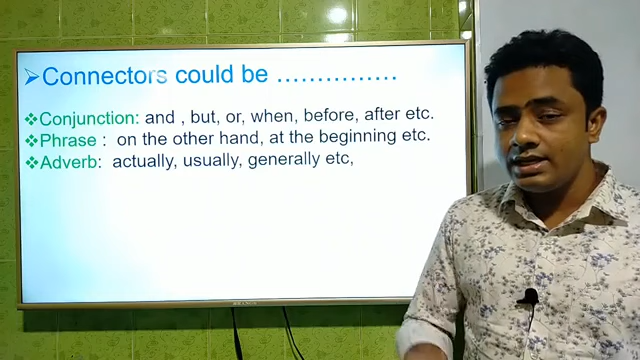 ➢Connectors could be ……………
❖Conjunction: and , but, or, when, before, after etc.
❖Phrase : on the other hand, at the beginning etc.
❖Adverb: actually, usually, generally etc,